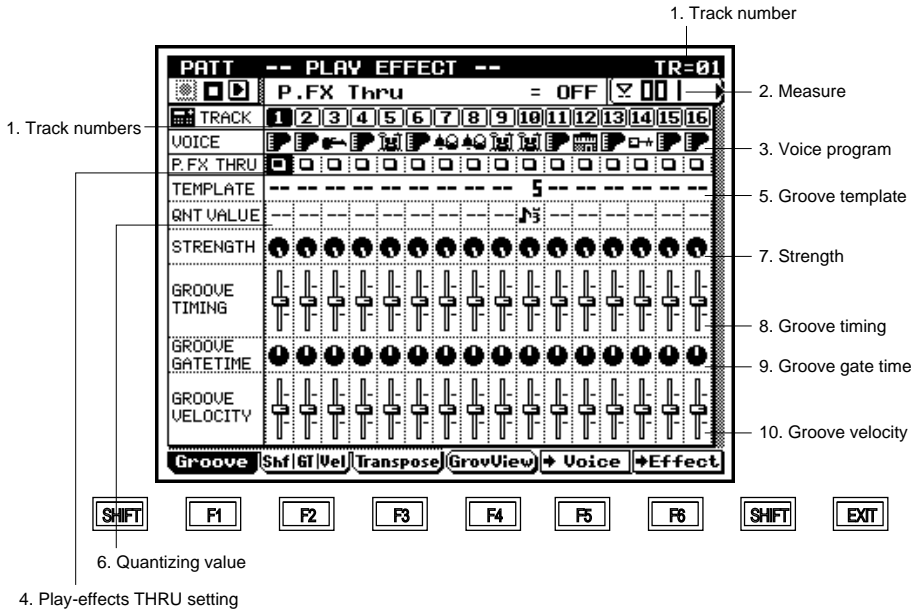 1. Track number
PATT -- PLAY EFFECT -- TR=01
P.FX Thru = OFF
2. Measure
1. Track numbers
TRACK 1 2 3 4 5 6 7 8 9 10 11 12 13 14 15 16
VOICE
3. Voice program
P.FX THRU
TEMPLATE -- -- -- -- -- -- -- -- -- 5 -- -- -- -- -- --
5. Groove template
QNT VALUE -- -- -- -- -- -- -- -- -- ♪3 -- -- -- -- -- --
STRENGTH
7. Strength
GROOVE
TIMING
8. Groove timing
GROOVE
GATETIME
9. Groove gate time
GROOVE
VELOCITY
10. Groove velocity
Groove Shf|GT|Vel Transpose GrovView ➔ Voice ➔Effect
SHIFT F1 F2 F3 F4 F5 F6 SHIFT EXIT
6. Quantizing value
4. Play-effects THRU setting